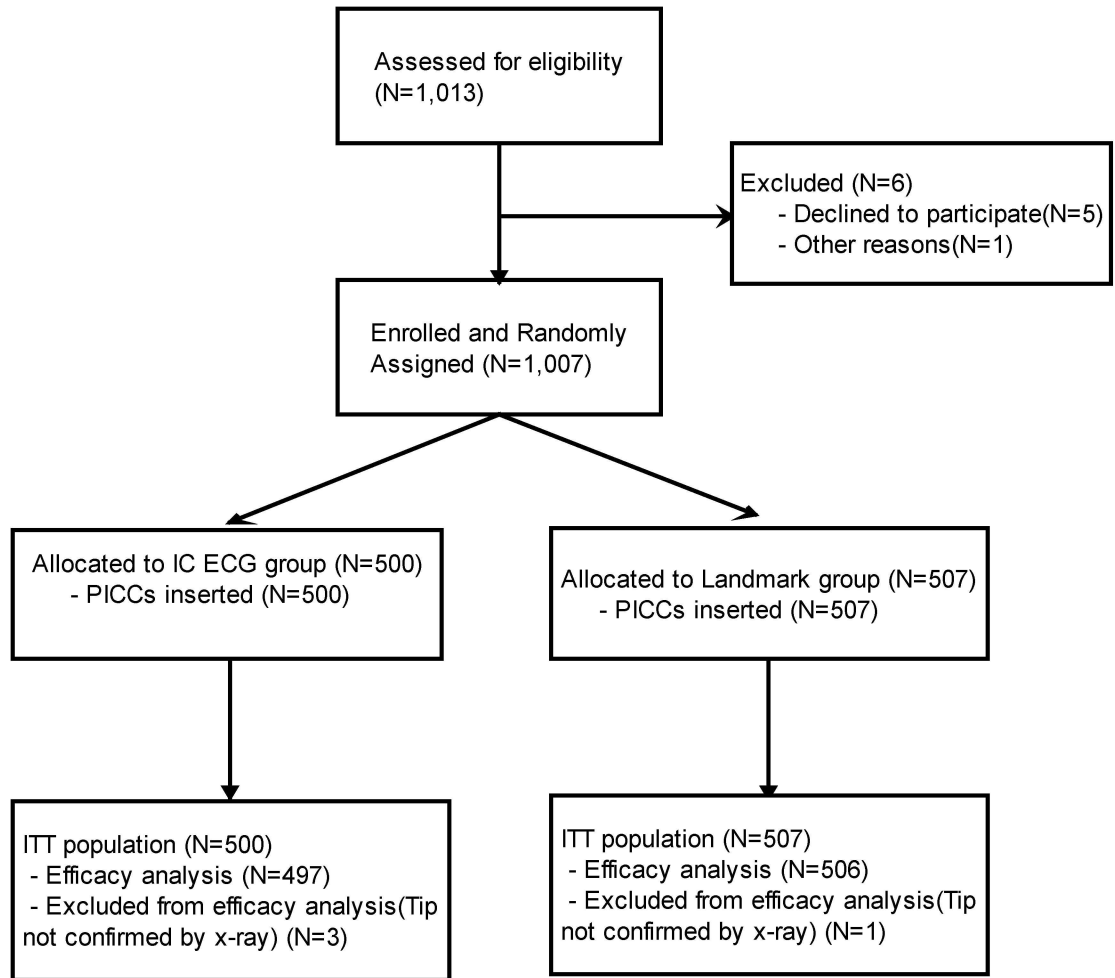 Assessed for eligibility
(N=1,013)
Excluded (N=6)
- Declined to participate(N=5)
- Other reasons(N=1)
Enrolled and Randomly
Assigned (N=1,007)
Allocated to IC ECG group (N=500)
- PICCs inserted (N=500)
Allocated to Landmark group (N=507)
- PICCs inserted (N=507)
ITT population (N=500)
- Efficacy analysis (N=497)
- Excluded from efficacy analysis(Tip
not confirmed by x-ray) (N=3)
ITT population (N=507)
- Efficacy analysis (N=506)
- Excluded from efficacy analysis(Tip
not confirmed by x-ray) (N=1)